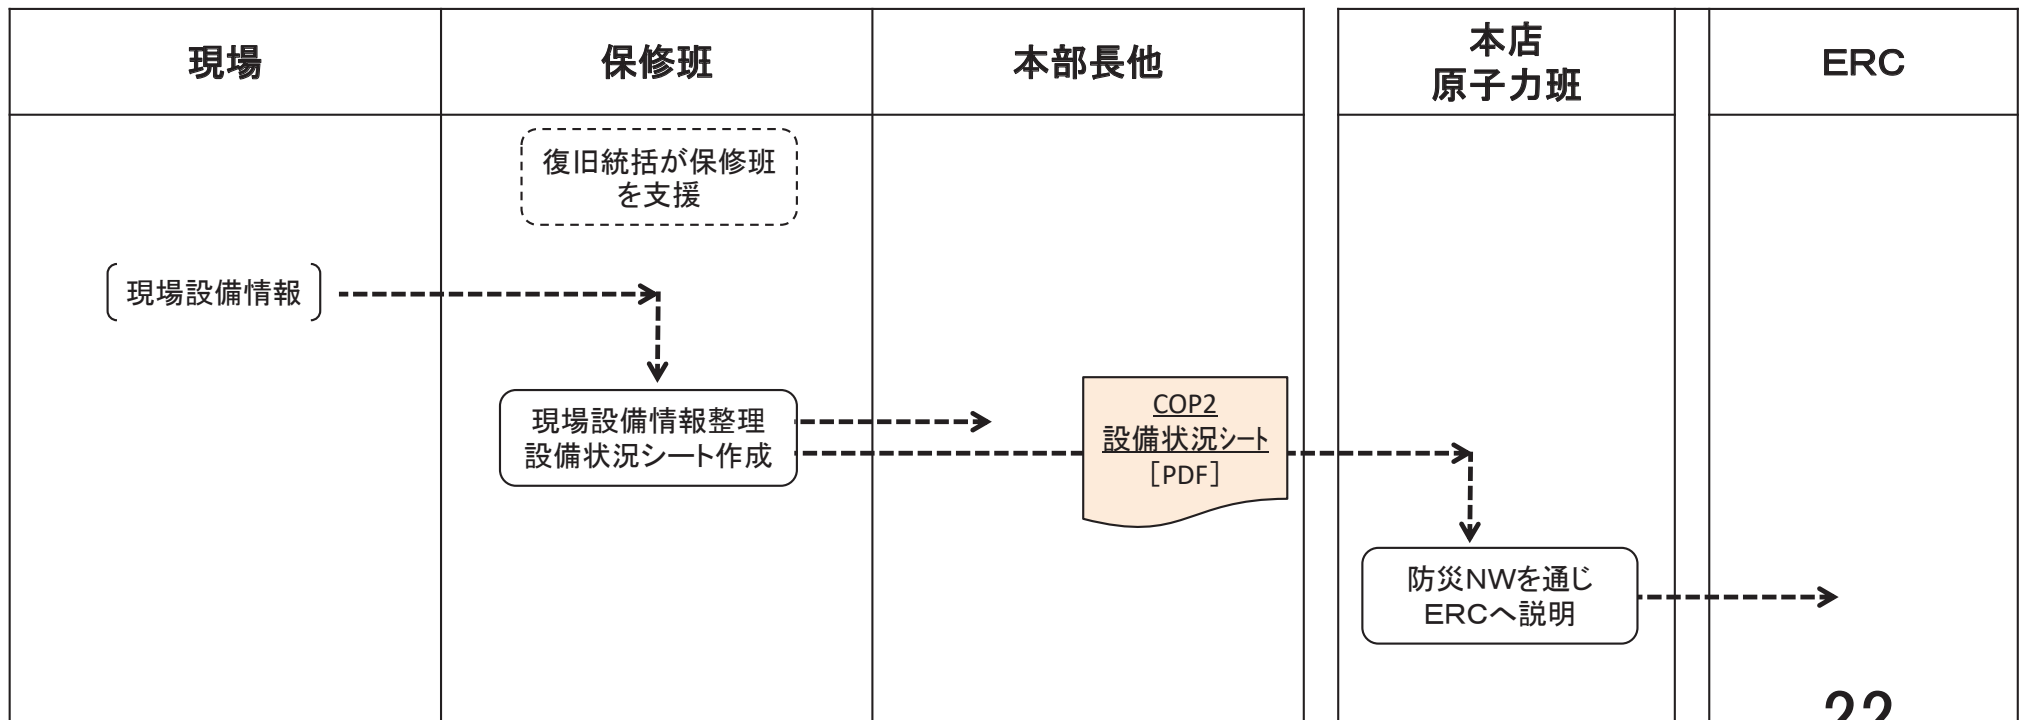 現場
保修班
本部長他
本店
原子力班
ERC
復旧統括が保修班
を支援
現場設備情報
現場設備情報整理
設備状況シート作成
COP2
設備状況シート
[PDF]
防災NWを通じ
ERCへ説明
22